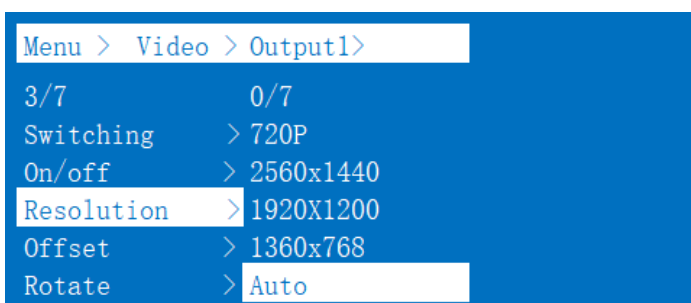 Menu > Video > Output1>
3/7 0/7
Switching > 720P
On/off > 2560x1440
Resolution > 1920X1200
Offset > 1360x768
Rotate > Auto